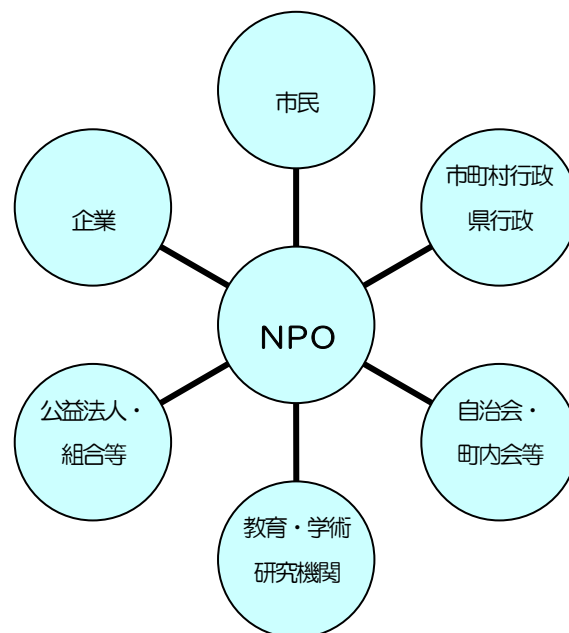 市民
市町村行政
県行政
企業
NPO
公益法人・
組合等
自治会・
町内会等
教育・学術
研究機関